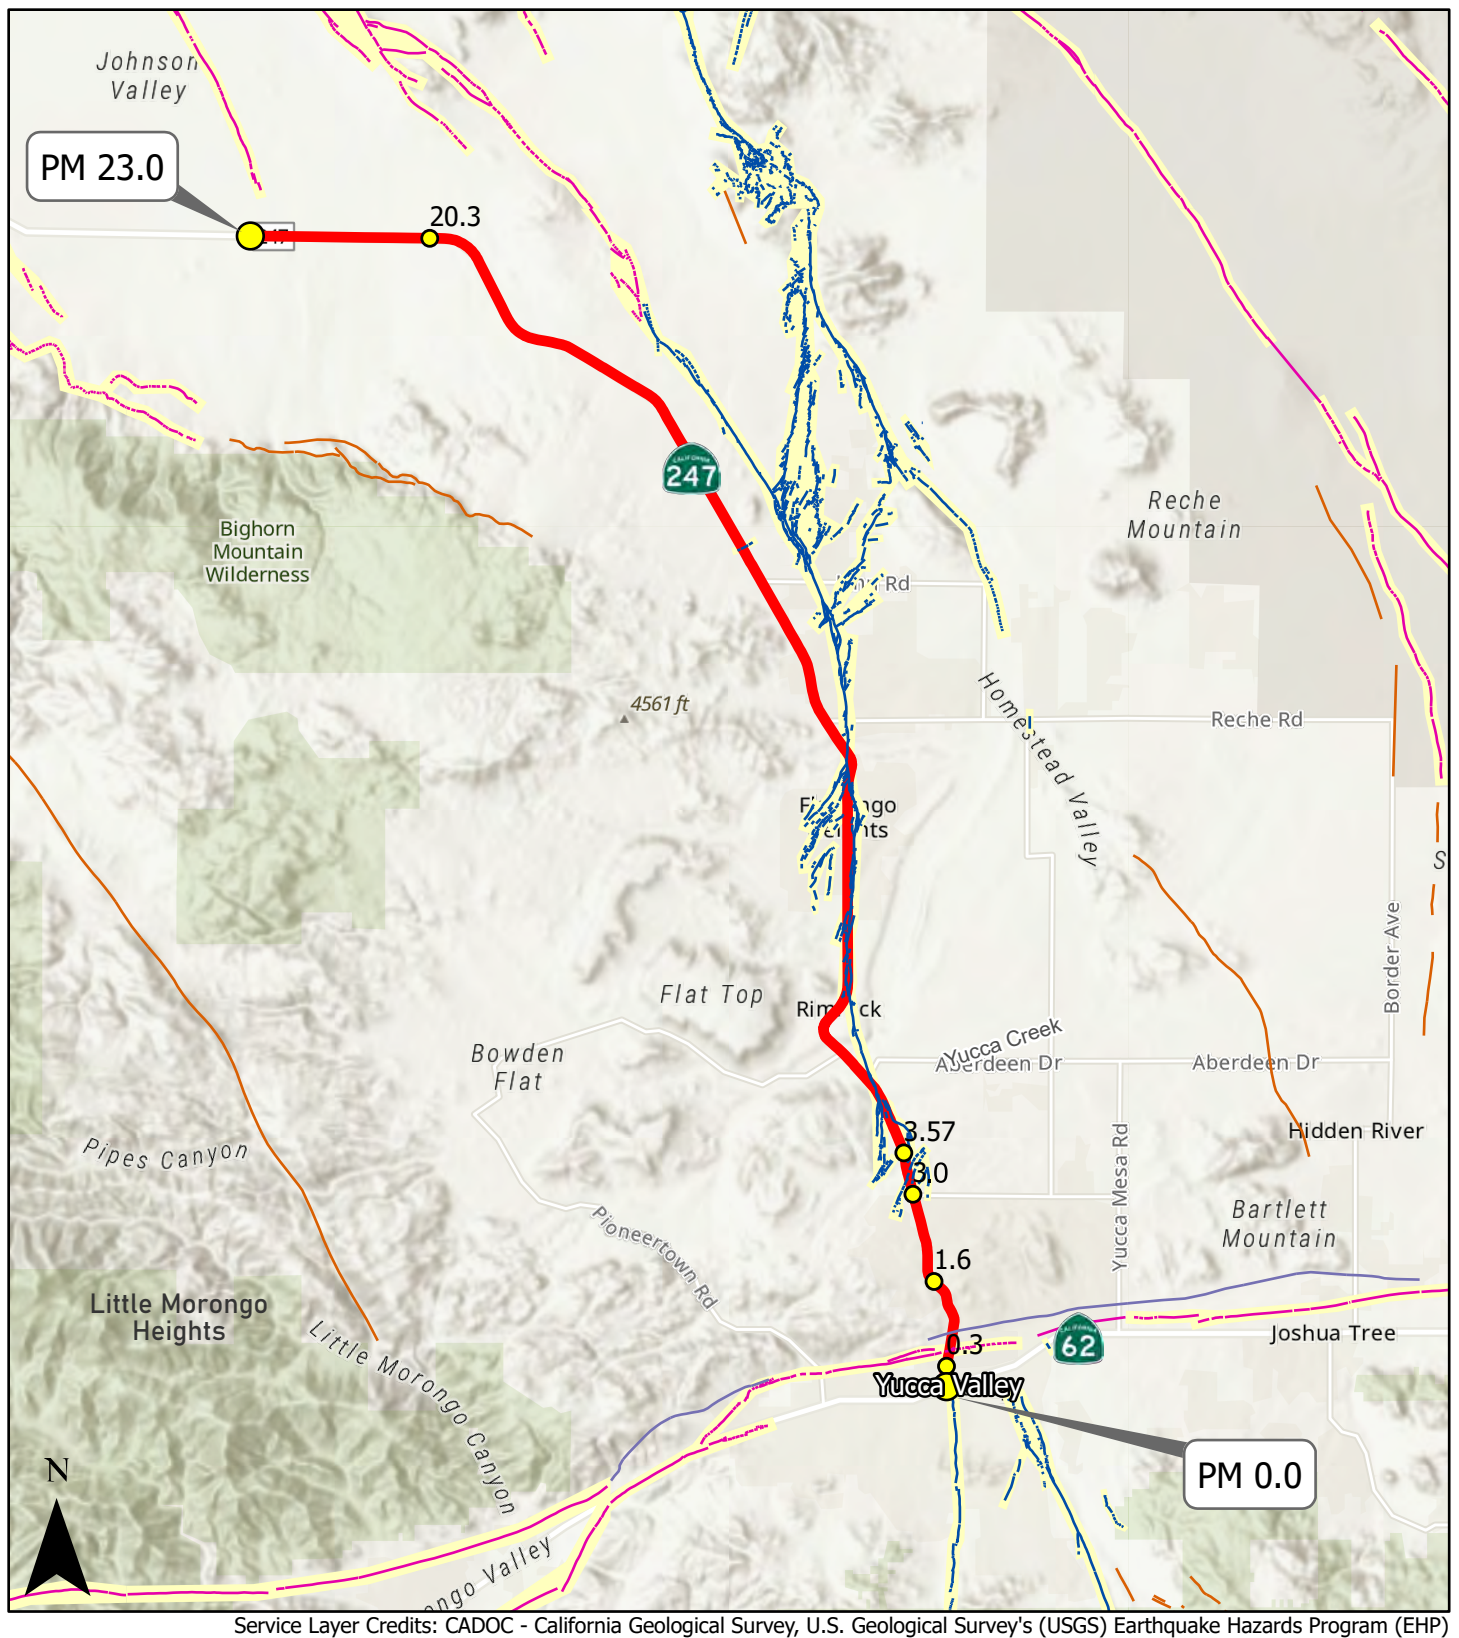 Johnson
Valley
PM 23.0
20.3
CALIFORNIA
247
Bighorn
Mountain
Wilderness
Reche
Mountain
Rd
4561 ft
Homestead Valley
Reche Rd
Border Ave
Flat Top
Bowden
Flat
Yucca Creek
Aberdeen Dr
Aberdeen Dr
Pipes Canyon
3.57
3.0
Hidden River
Yucca Mesa Rd
Bartlett
Mountain
Pioneertown Rd
1.6
Little Morongo
Heights
Little Morongo Canyon
0.3
CALIFORNIA
62
Joshua Tree
Yucca Valley
PM 0.0
N
ongo Valley
S
Service Layer Credits: CADOC - California Geological Survey, U.S. Geological Survey's (USGS) Earthquake Hazards Program (EHP)